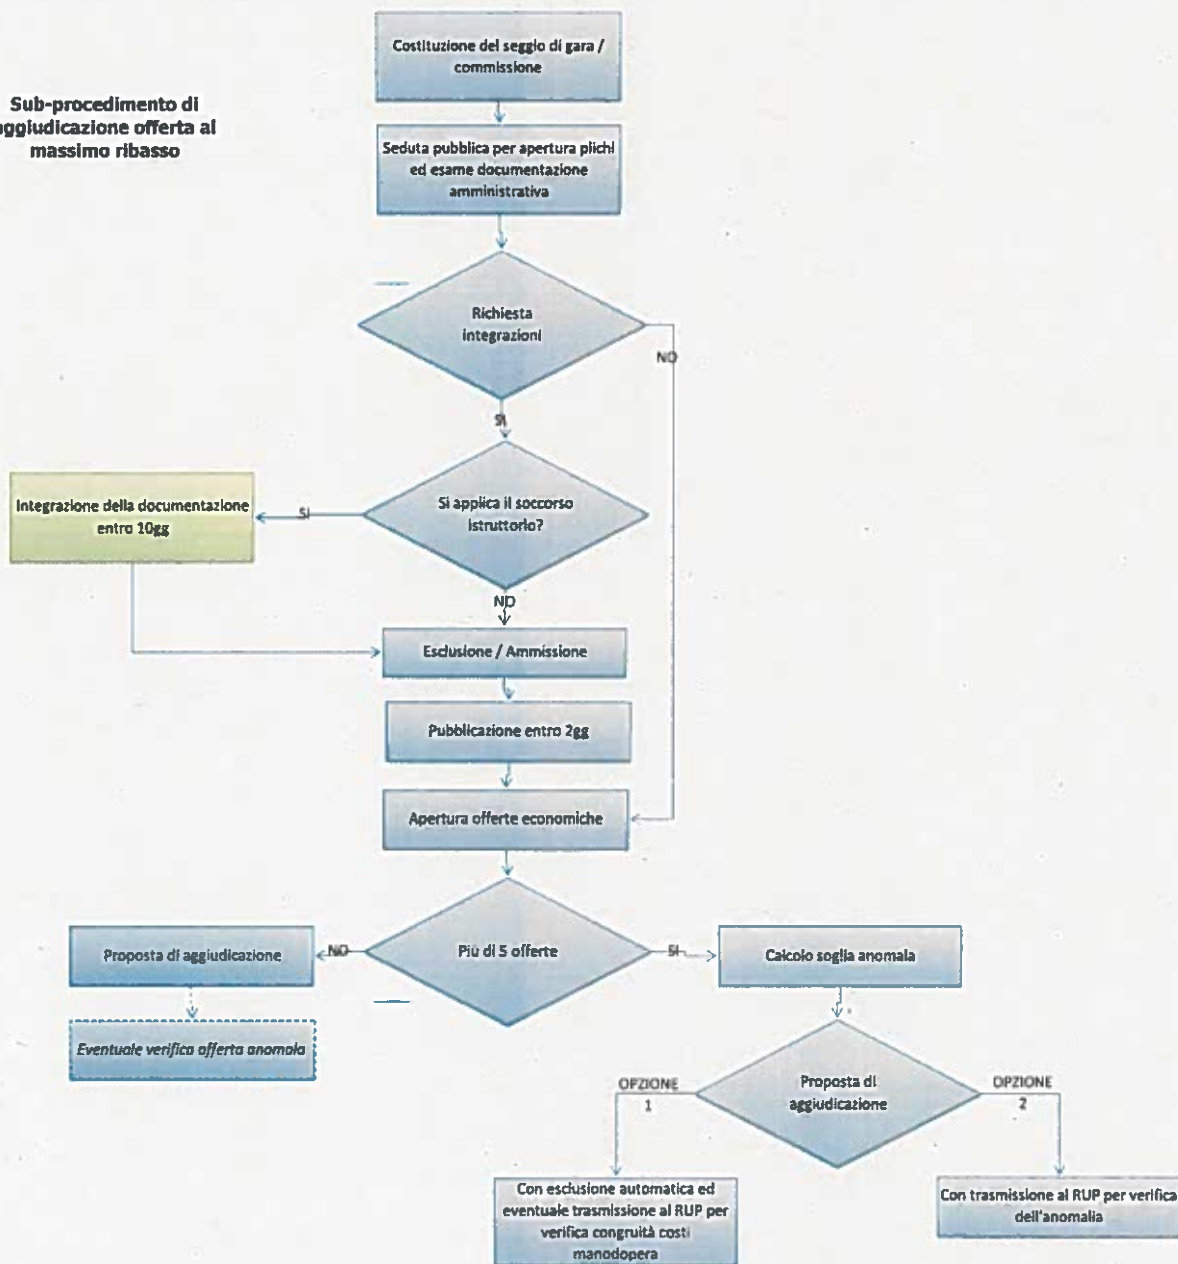 Costituzione del seggio di gara /
commissione
Sub-procedimento di
aggiudicazione offerta al
massimo ribasso
Seduta pubblica per apertura plichi
ed esame documentazione
amministrativa
Richiesta
integrazioni
NO
SI
Si applica il soccorso
istruttorio?
SI
Integrazione della documentazione
entro 10gg
NO
Esclusione / Ammissione
Pubblicazione entro 2gg
Apertura offerte economiche
Più di 5 offerte
NO
SI
Proposta di aggiudicazione
Calcolo soglia anomala
Eventuale verifica offerta anomala
Proposta di
aggiudicazione
OPZIONE
1
OPZIONE
2
Con esclusione automatica ed
eventuale trasmissione al RUP per
verifica congruità costi
manodopera
Con trasmissione al RUP per verifica
dell'anomalia